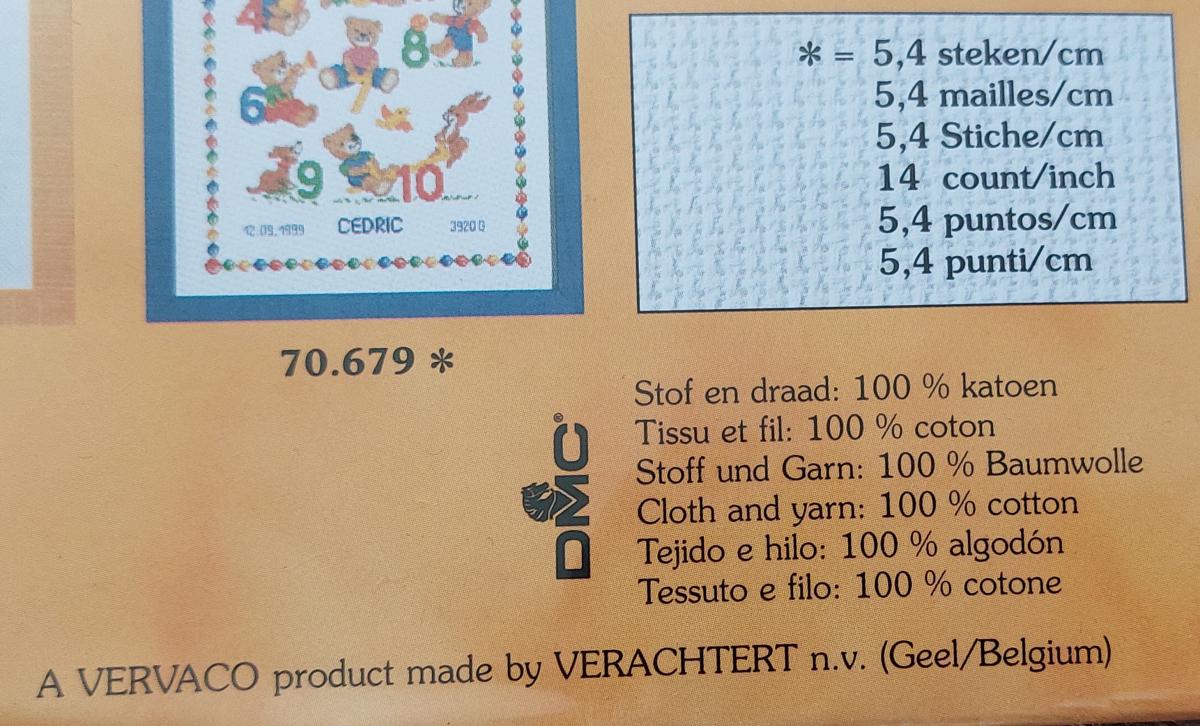 4
8
6
7
9
10
12.09.1999 CEDRIC 3920 G
70.679 *
* = 5,4 steken/cm
5,4 mailles/cm
5,4 Stiche/cm
14 count/inch
5,4 puntos/cm
5,4 punti/cm
DMC®
Stof en draad: 100 % katoen
Tissu et fil: 100 % coton
Stoff und Garn: 100 % Baumwolle
Cloth and yarn: 100 % cotton
Tejido e hilo: 100 % algodón
Tessuto e filo: 100 % cotone
A VERVACO product made by VERACHTERT n.v. (Geel/Belgium)